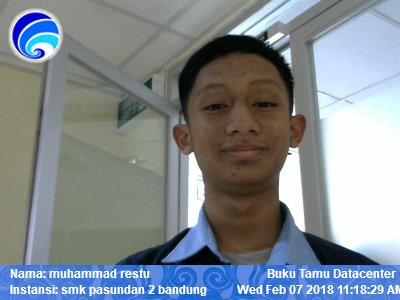 Nama: muhammad restu
Buku Tamu Datacenter
Instansi: smk pasundan 2 bandung
Wed Feb 07 2018 11:18:29 AM